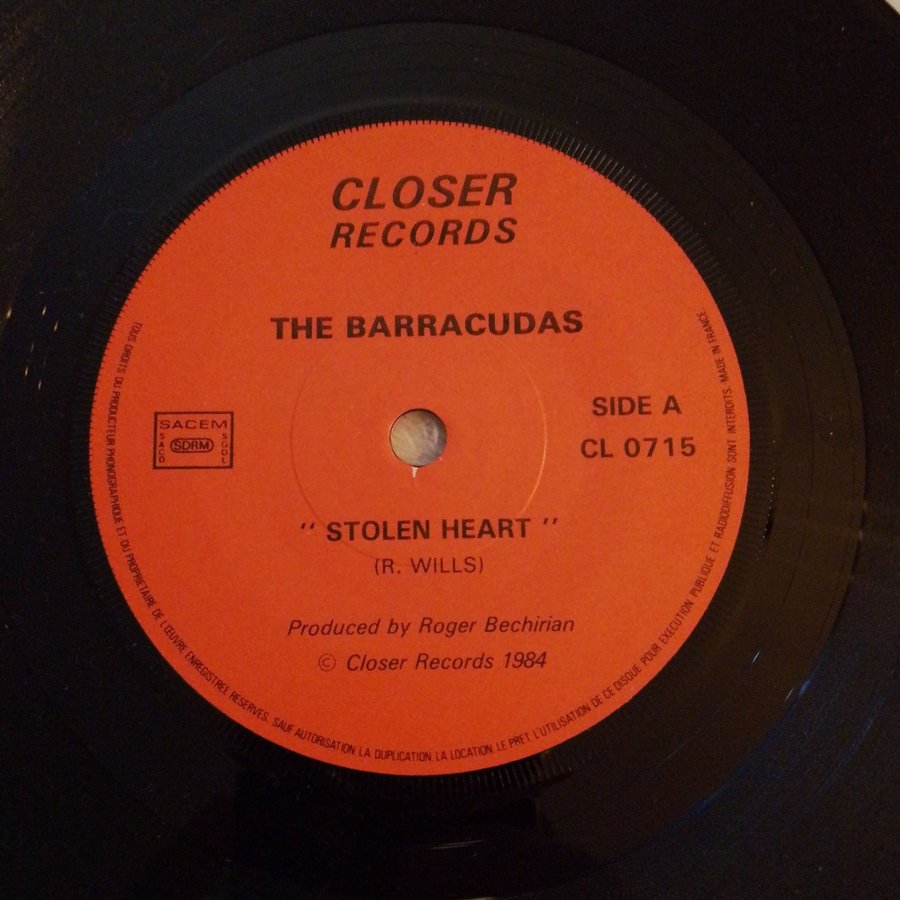 CLOSER
RECORDS
THE BARRACUDAS
SIDE A
CL 0715
SACEM
SACD
SDRM
SGDL
" STOLEN HEART "
(R. WILLS)
Produced by Roger Bechirian
© Closer Records 1984
TOUS DROITS DU PRODUCTEUR PHONOGRAPHIQUE ET DU PROPRIETAIRE DE L'ŒUVRE ENREGISTREE RESERVES. SAUF AUTORISATION, LA DUPLICATION, LA LOCATION, LE PRET, L'UTILISATION DE CE DISQUE POUR EXECUTION PUBLIQUE ET RADIODIFFUSION SONT INTERDITS. MADE IN FRANCE.